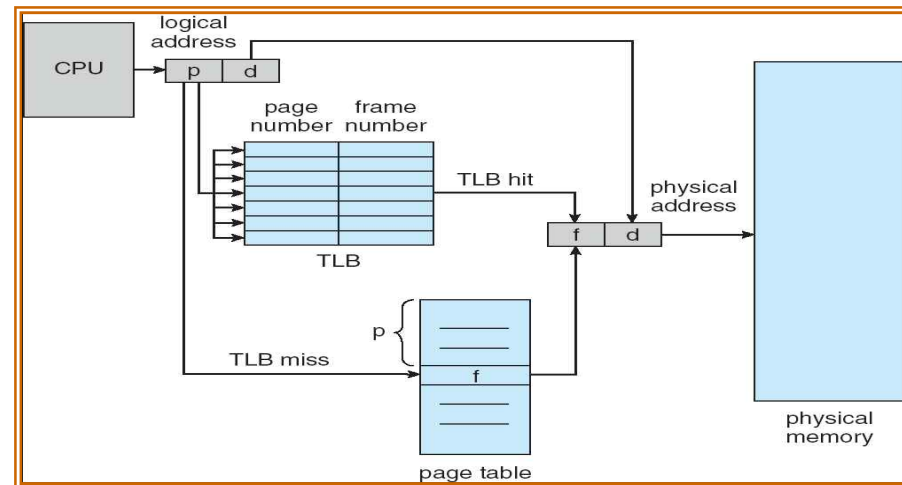 logical
address
CPU
p d
page
number
frame
number
TLB hit
physical
address
f d
TLB
p
TLB miss
f
page table
physical
memory